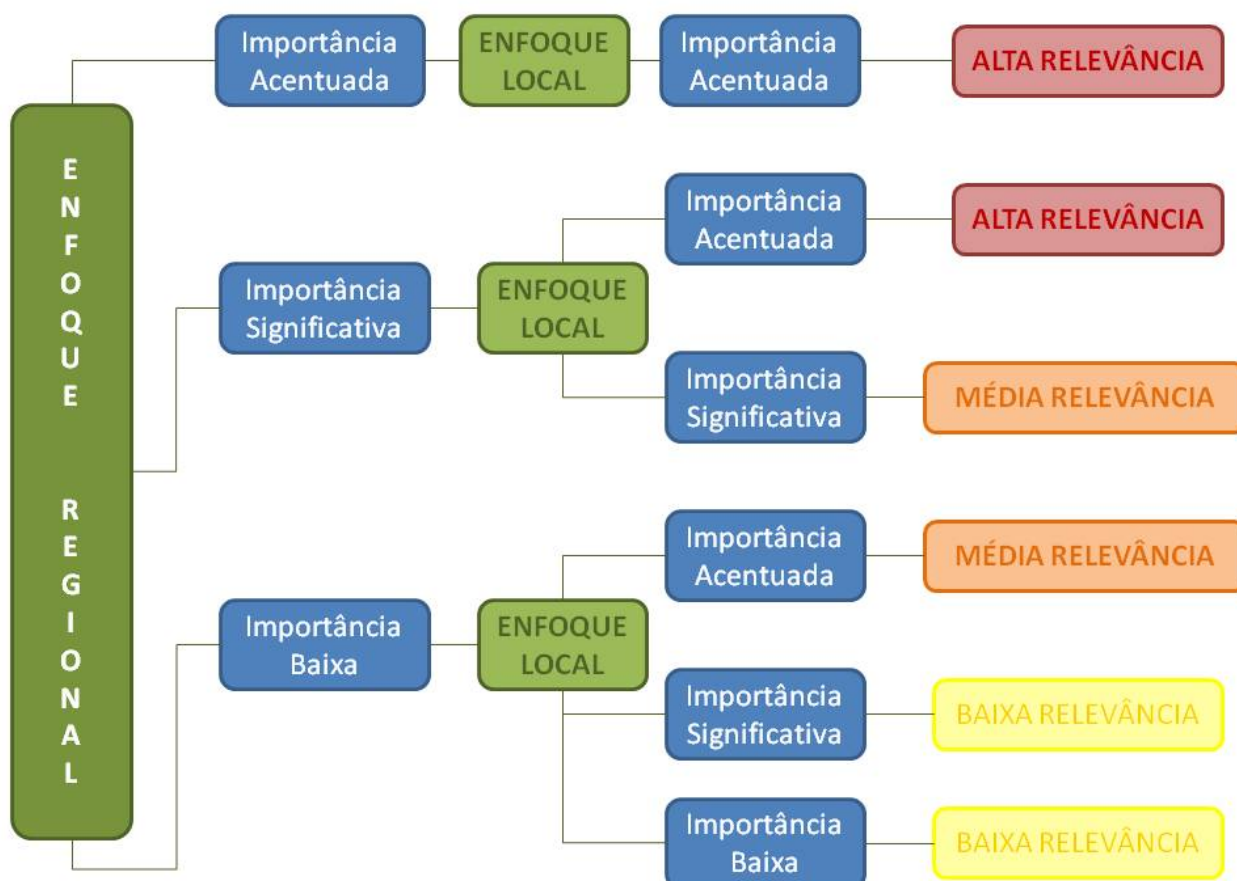 ENFOQUE REGIONAL
Importância
Acentuada
ENFOQUE
LOCAL
Importância
Acentuada
ALTA RELEVÂNCIA
Importância
Significativa
ENFOQUE
LOCAL
Importância
Acentuada
ALTA RELEVÂNCIA
Importância
Significativa
MÉDIA RELEVÂNCIA
Importância
Baixa
ENFOQUE
LOCAL
Importância
Acentuada
MÉDIA RELEVÂNCIA
Importância
Significativa
BAIXA RELEVÂNCIA
Importância
Baixa
BAIXA RELEVÂNCIA